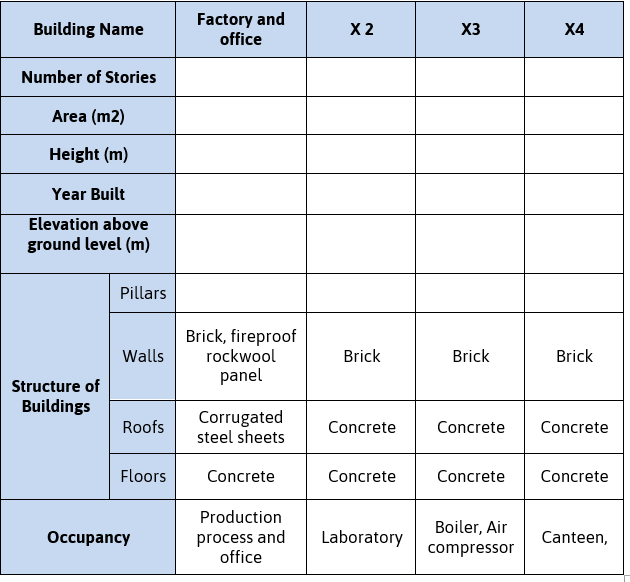 Building Name
Factory and
office
X 2
X3
X4
Number of Stories
Area (m2)
Height (m)
Year Built
Elevation above
ground level (m)
Structure of
Buildings
Pillars
Walls
Brick, fireproof
rockwool
panel
Brick
Brick
Brick
Roofs
Corrugated
steel sheets
Concrete
Concrete
Concrete
Floors
Concrete
Concrete
Concrete
Concrete
Occupancy
Production
process and
office
Laboratory
Boiler, Air
compressor
Canteen,